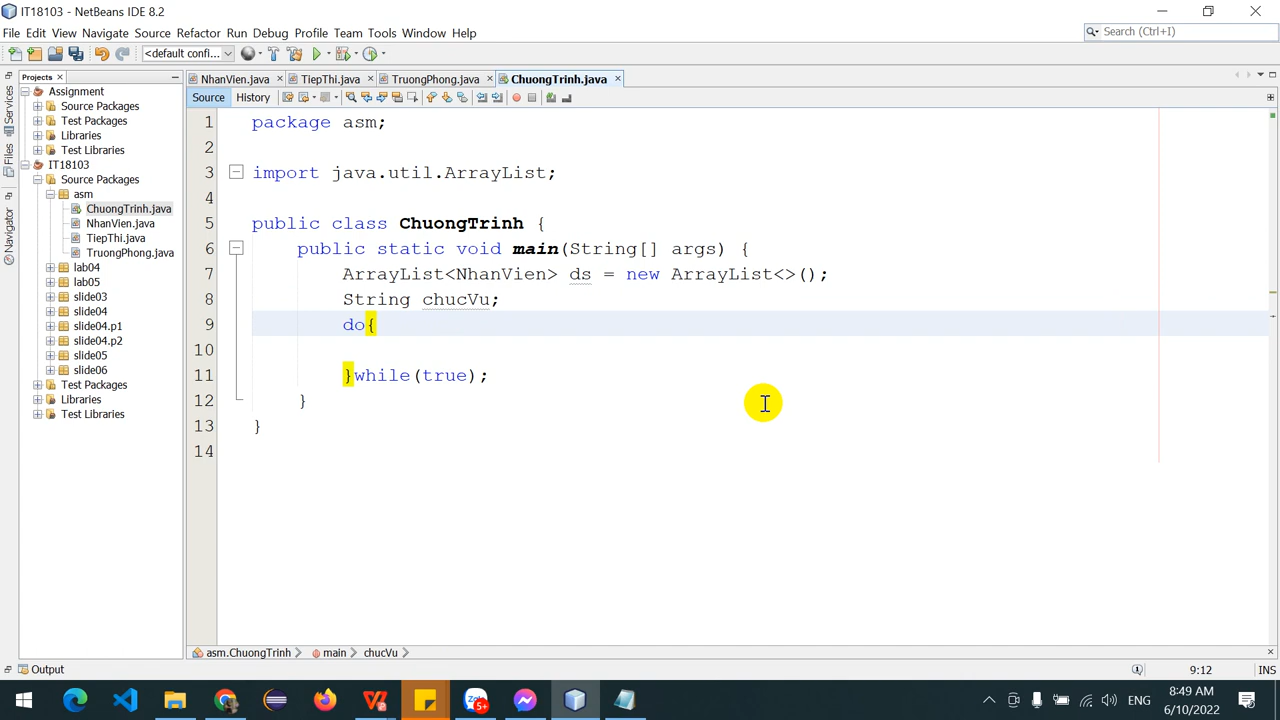 IT18103 - NetBeans IDE 8.2
File Edit View Navigate Source Refactor Run Debug Profile Team Tools Window Help
Search (Ctrl+I)
<default confi...
Projects
NhanVien.java
TiepThi.java
TruongPhong.java
ChuongTrinh.java
Source
History
Services
Files
Navigator
Assignment
Source Packages
Test Packages
Libraries
Test Libraries
IT18103
Source Packages
asm
ChuongTrinh.java
NhanVien.java
TiepThi.java
TruongPhong.java
lab04
lab05
slide03
slide04
slide04.p1
slide04.p2
slide05
slide06
Test Packages
Libraries
Test Libraries
1 package asm;
2
3 import java.util.ArrayList;
4
5 public class ChuongTrinh {
6 public static void main(String[] args) {
7 ArrayList<NhanVien> ds = new ArrayList<>();
8 String chucVu;
9 do{
10
11 }while(true);
12 }
13 }
14
asm.ChuongTrinh
main
chucVu
Output
9:12
INS
5+
ENG
8:49 AM
6/10/2022